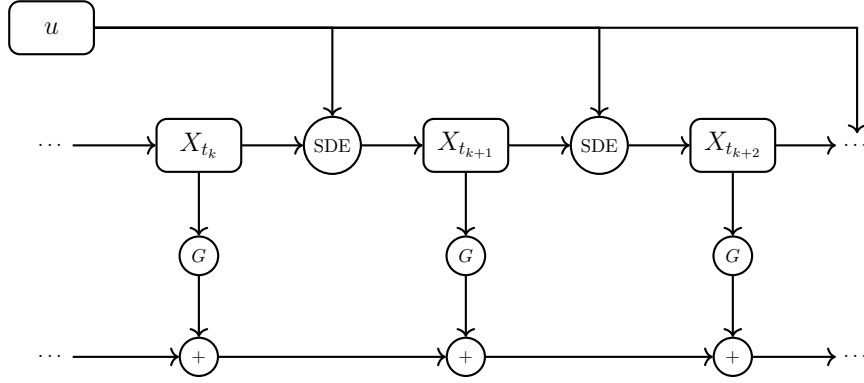 u
··· X_{t_k} SDE X_{t_{k+1}} SDE X_{t_{k+2}} ···
G G G
··· + + + ···